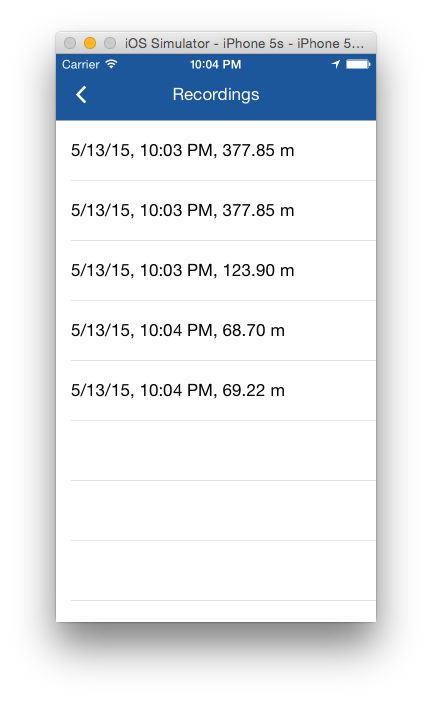 iOS Simulator - iPhone 5s - iPhone 5...
Carrier 10:04 PM
Recordings
5/13/15, 10:03 PM, 377.85 m
5/13/15, 10:03 PM, 377.85 m
5/13/15, 10:03 PM, 123.90 m
5/13/15, 10:04 PM, 68.70 m
5/13/15, 10:04 PM, 69.22 m